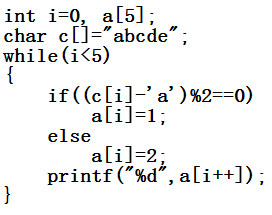 int i=0, a[5];
char c[]="abcde";
while(i<5)
{
    if((c[i]-'a')%2==0)
        a[i]=1;
    else
        a[i]=2;
    printf("%d",a[i++]);
}